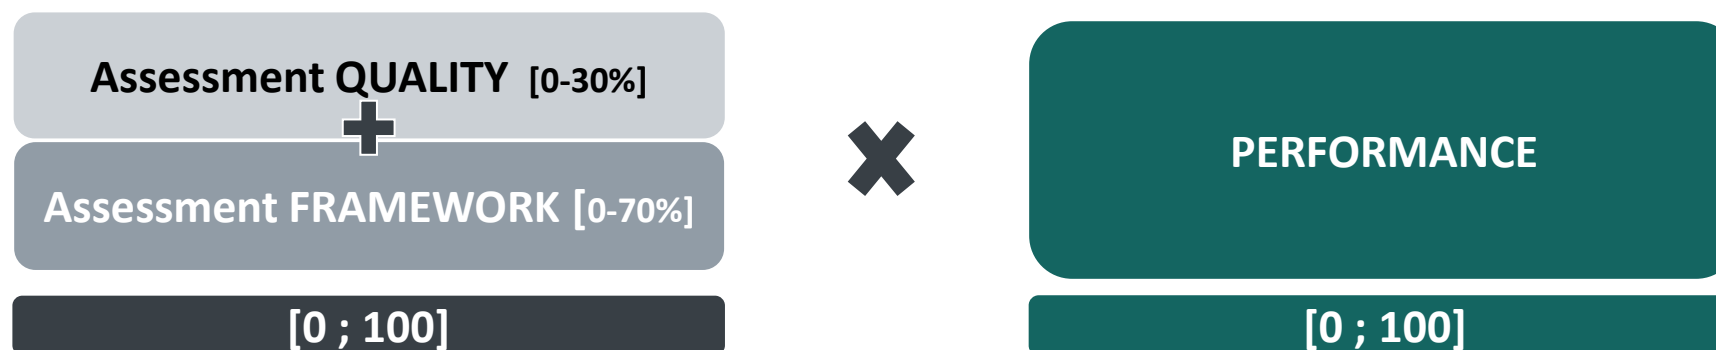 Assessment QUALITY [0-30%]
Assessment FRAMEWORK [0-70%]
[0 ; 100]
PERFORMANCE
[0 ; 100]